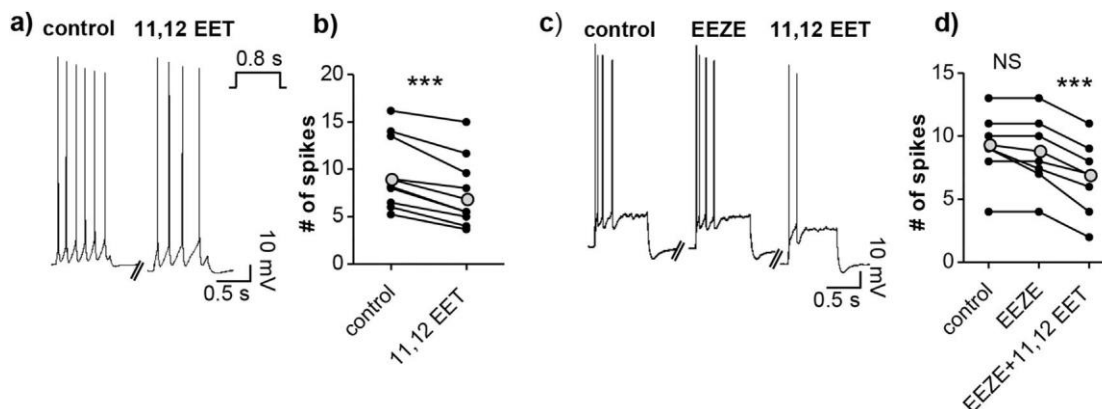 a)
control 11,12 EET
0.8 s
10 mV
0.5 s
b)
***
# of spikes
20
15
10
5
0
control
11,12 EET
c)
control EEZE 11,12 EET
10 mV
0.5 s
d)
NS
***
# of spikes
15
10
5
0
control
EEZE
EEZE+11,12 EET